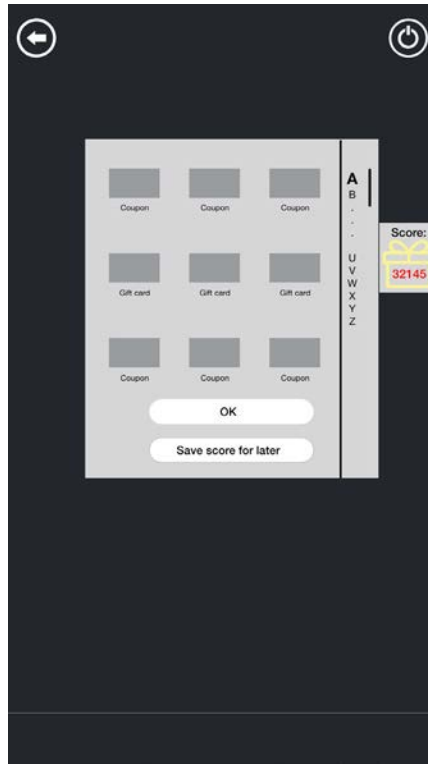 Coupon Coupon Coupon
Gift card Gift card Gift card
Coupon Coupon Coupon
OK
Save score for later
A
B
.
.
.
U
V
W
X
Y
Z
Score:
32145